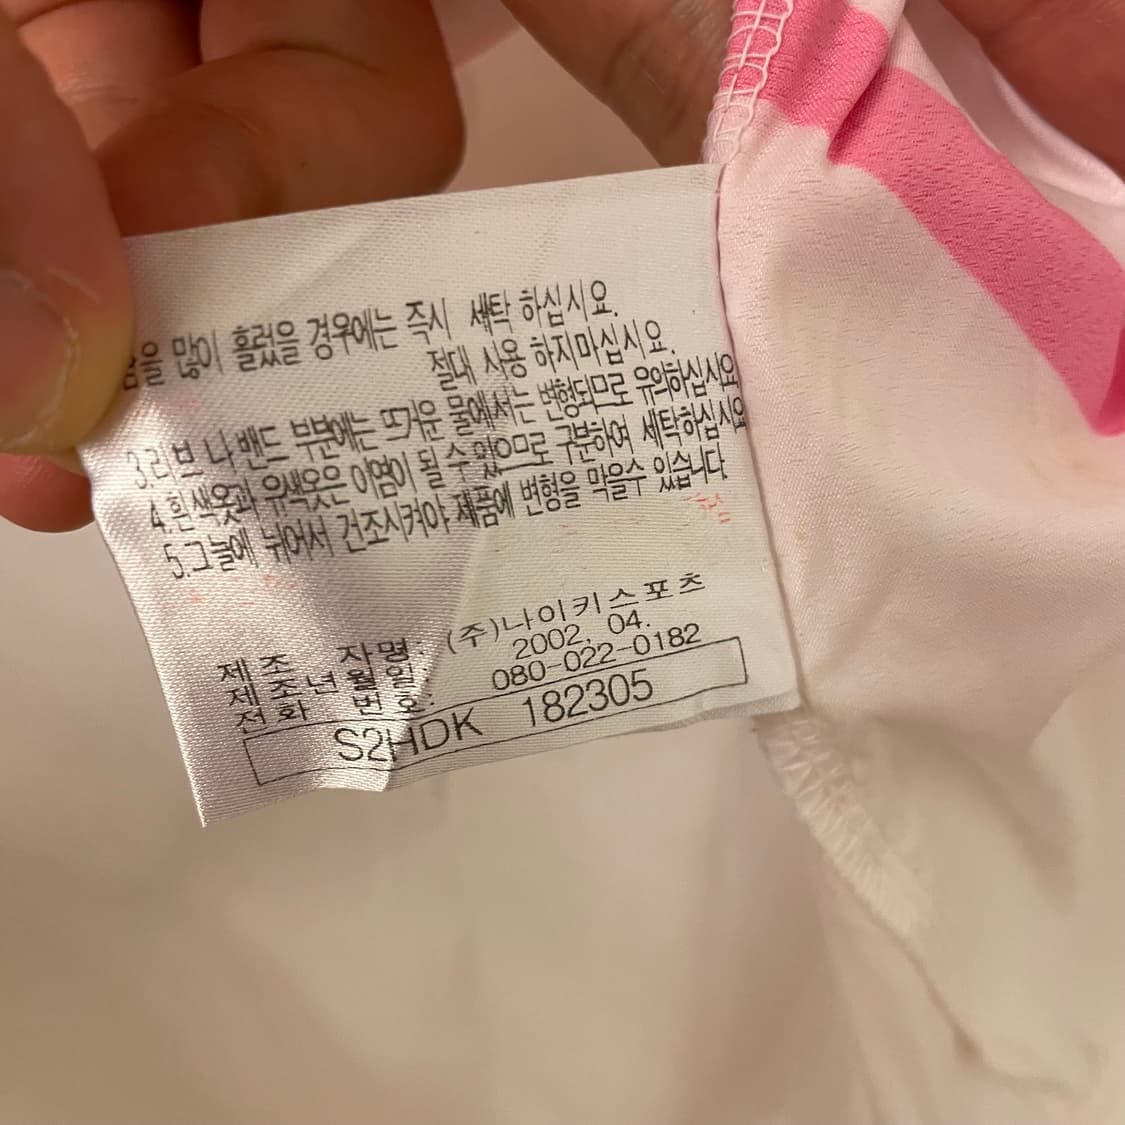 많이 흘렀을 경우에는 즉시 세탁 하십시요.
절대 사용 하지마십시요.
3.리브 나 밴드 부분에는 뜨거운 물에서는 변형되므로 유의하십시요
4.흰색옷과 유색옷은 이염이 될 수 있으므로 구분하여 세탁하십시요
5.그늘에 뉘어서 건조시켜야 제품에 변형을 막을수 있습니다.
제 조 자 명: (주)나이키스포츠
제 조 년 월 일: 2002. 04.
전 화 번 호: 080-022-0182
S2HDK 182305